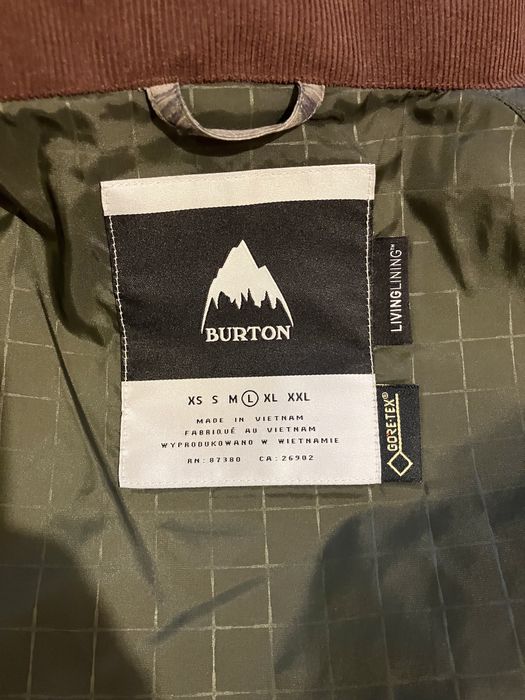 BURTON
LIVINGLINING™
XS S M L XL XXL
MADE IN VIETNAM
FABRIQUÉ AU VIETNAM
WYPRODUKOWANO W WIETNAMIE
RN: 87380 CA: 26902
GORE-TEX®